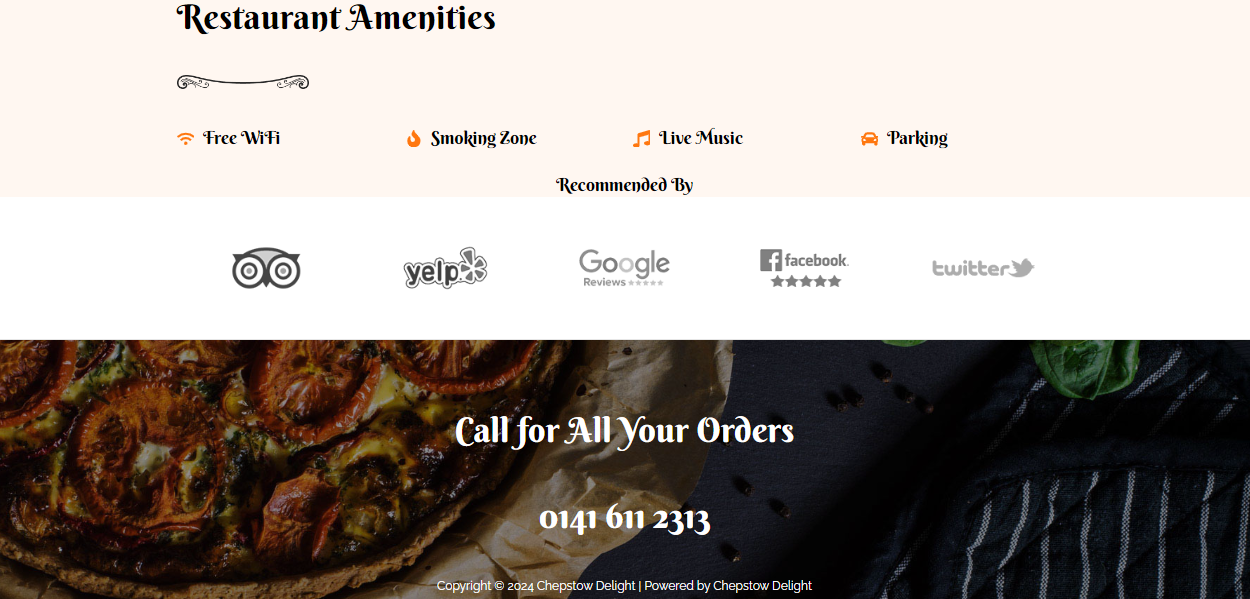 Restaurant Amenities
Free WiFi
Smoking Zone
Live Music
Parking
Recommended By
yelp
Google
Reviews
facebook
twitter
Call for All Your Orders
0141 611 2313
Copyright © 2024 Chepstow Delight | Powered by Chepstow Delight